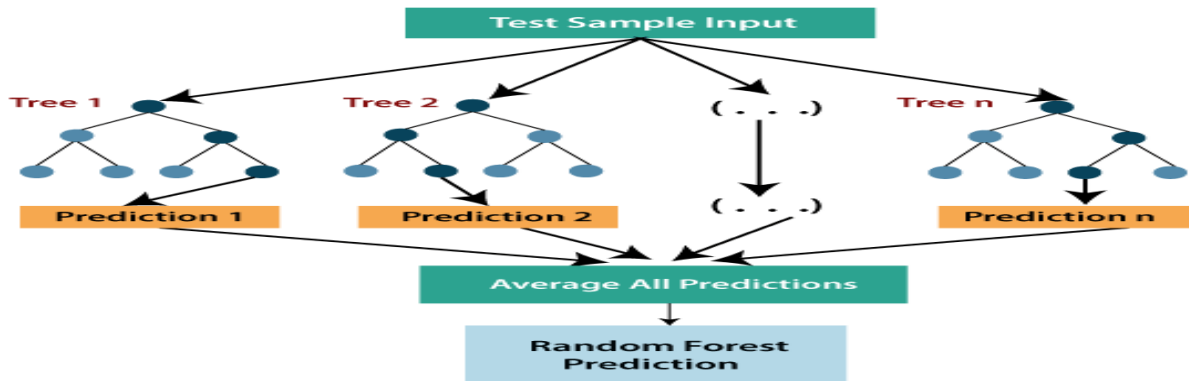 Test Sample Input
Tree 1
Tree 2
(. . .)
Tree n
Prediction 1
Prediction 2
(. . .)
Prediction n
Average All Predictions
Random Forest
Prediction